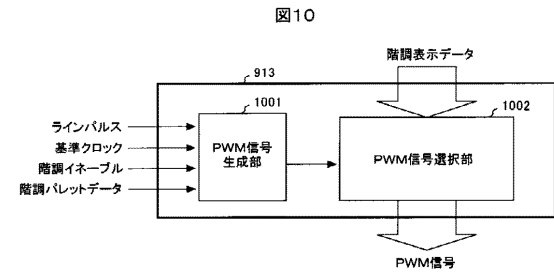 図10
階調表示データ
913
1001
1002
ラインパルス
基準クロック
階調イネーブル
階調パレットデータ
PWM信号
生成部
PWM信号選択部
PWM信号